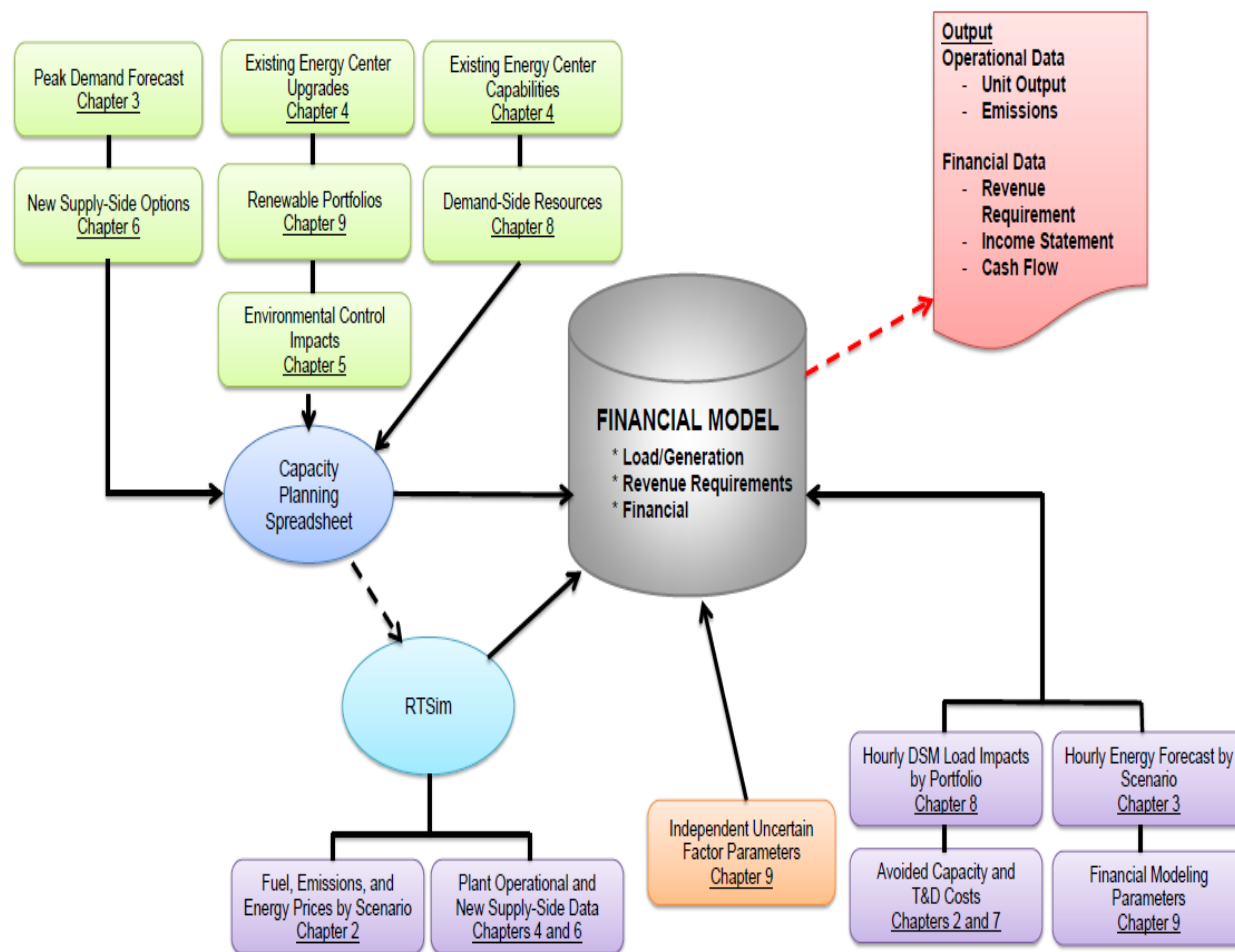 Peak Demand Forecast
Chapter 3
Existing Energy Center
Upgrades
Chapter 4
Existing Energy Center
Capabilities
Chapter 4
New Supply-Side Options
Chapter 6
Renewable Portfolios
Chapter 9
Demand-Side Resources
Chapter 8
Environmental Control
Impacts
Chapter 5
Output
Operational Data
- Unit Output
- Emissions
Financial Data
- Revenue
Requirement
- Income Statement
- Cash Flow
Capacity
Planning
Spreadsheet
FINANCIAL MODEL
* Load/Generation
* Revenue Requirements
* Financial
RTSim
Fuel, Emissions, and
Energy Prices by Scenario
Chapter 2
Plant Operational and
New Supply-Side Data
Chapters 4 and 6
Independent Uncertain
Factor Parameters
Chapter 9
Hourly DSM Load Impacts
by Portfolio
Chapter 8
Hourly Energy Forecast by
Scenario
Chapter 3
Avoided Capacity and
T&D Costs
Chapters 2 and 7
Financial Modeling
Parameters
Chapter 9